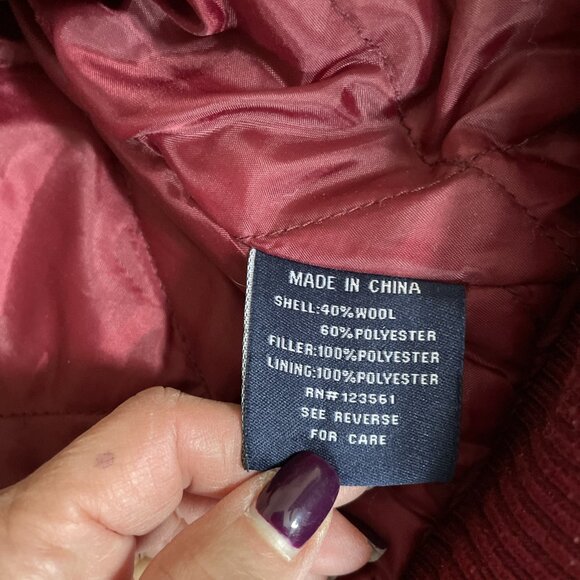 MADE IN CHINA
SHELL:40%WOOL
60%POLYESTER
FILLER:100%POLYESTER
LINING:100%POLYESTER
RN#123561
SEE REVERSE
FOR CARE